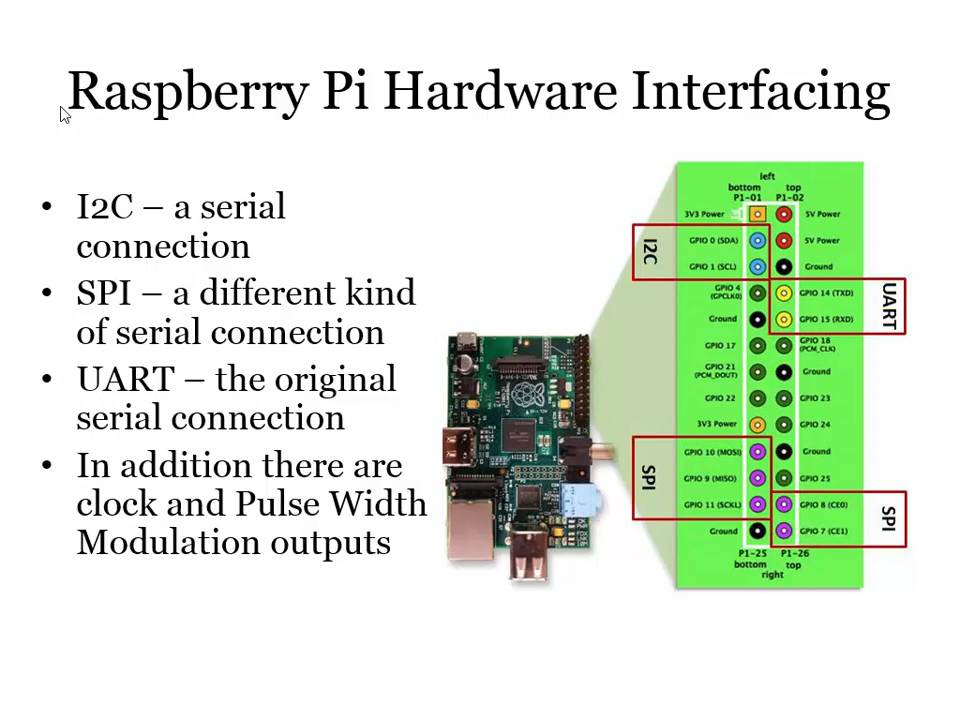 Raspberry Pi Hardware Interfacing
• I2C – a serial
connection
• SPI – a different kind
of serial connection
• UART – the original
serial connection
• In addition there are
clock and Pulse Width
Modulation outputs
left
bottom top
P1-01 P1-02
3V3 Power 5V Power
I2C
GPIO 0 (SDA) 5V Power
GPIO 1 (SCL) Ground
UART
GPIO 4 GPIO 14 (TXD)
(GPCLK0)
Ground GPIO 15 (RXD)
GPIO 17 GPIO 18
(PCM_CLK)
GPIO 21 Ground
(PCM_DOUT)
GPIO 22 GPIO 23
3V3 Power GPIO 24
SPI
GPIO 10 (MOSI) Ground
GPIO 9 (MISO) GPIO 25
GPIO 11 (SCKL) GPIO 8 (CE0)
SPI
Ground GPIO 7 (CE1)
P1-25 P1-26
bottom top
right